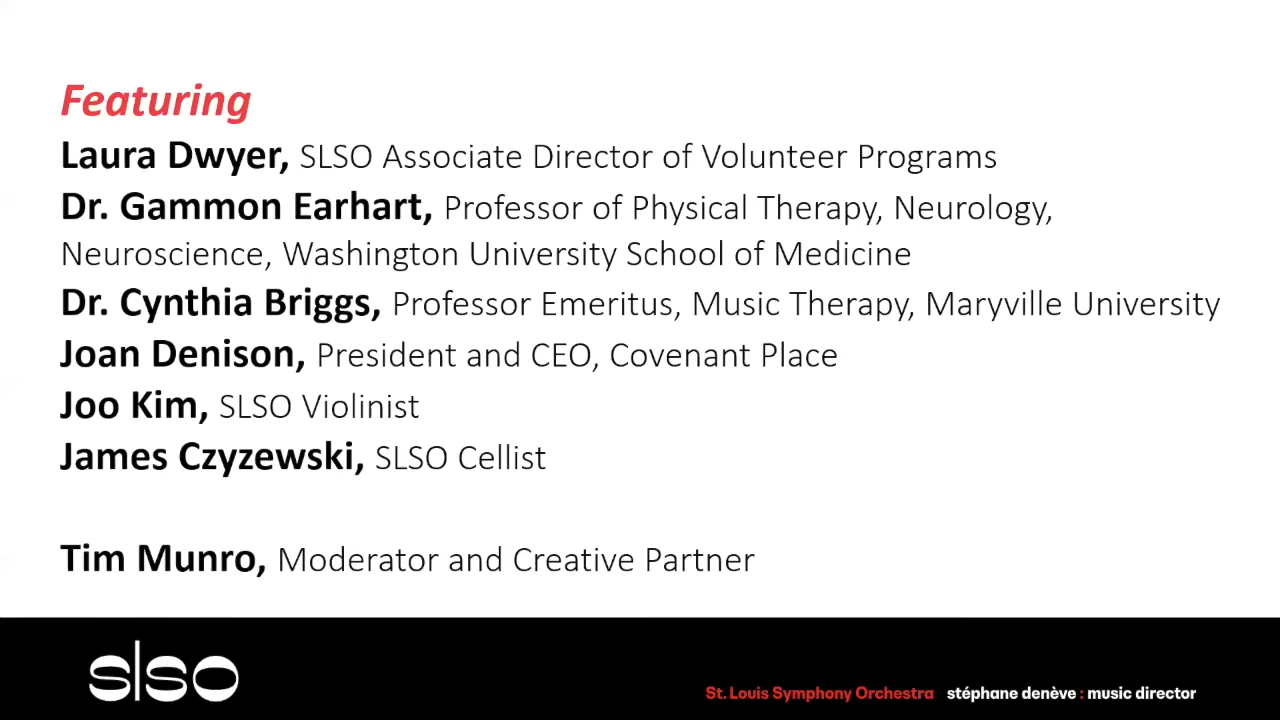 Featuring
Laura Dwyer, SLSO Associate Director of Volunteer Programs
Dr. Gammon Earhart, Professor of Physical Therapy, Neurology,
Neuroscience, Washington University School of Medicine
Dr. Cynthia Briggs, Professor Emeritus, Music Therapy, Maryville University
Joan Denison, President and CEO, Covenant Place
Joo Kim, SLSO Violinist
James Czyzewski, SLSO Cellist
Tim Munro, Moderator and Creative Partner
slso
St. Louis Symphony Orchestra stéphane denève : music director